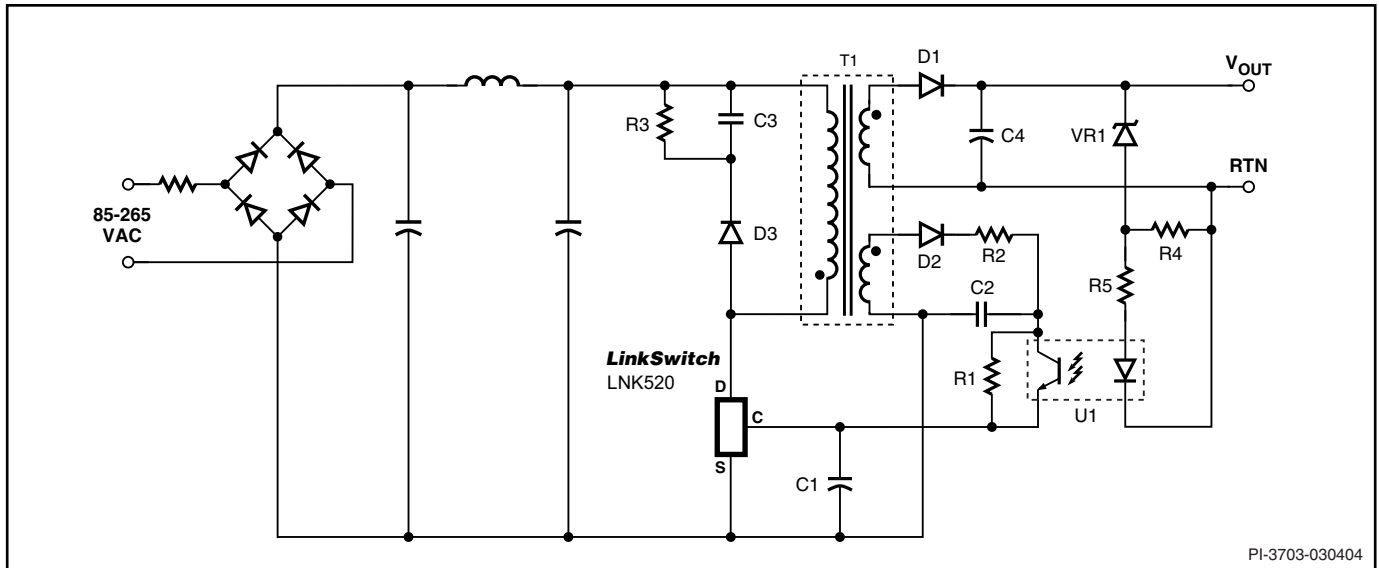 T1
D1
V_OUT
R3
C3
C4
VR1
RTN
85-265
VAC
D3
D2
R2
R4
C2
R5
LinkSwitch
LNK520
D
R1
C
U1
S
C1
PI-3703-030404